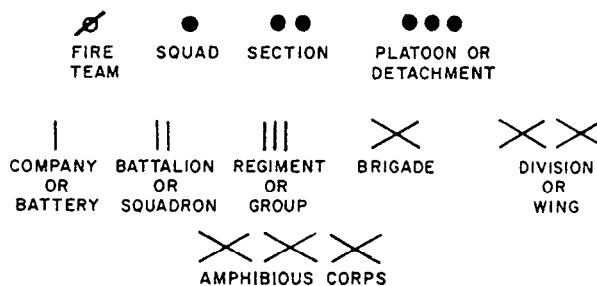 FIRE TEAM
SQUAD
SECTION
PLATOON OR DETACHMENT
COMPANY OR BATTERY
BATTALION OR SQUADRON
REGIMENT OR GROUP
BRIGADE
DIVISION OR WING
AMPHIBIOUS CORPS